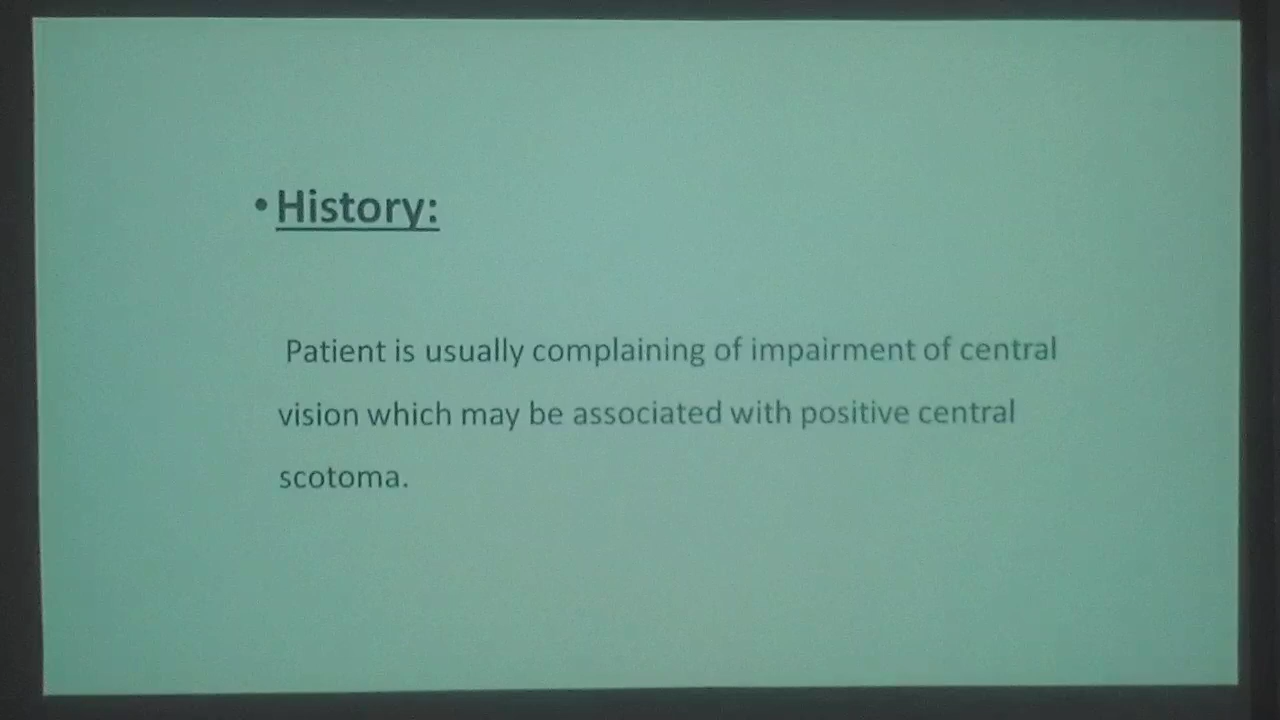 • History:
Patient is usually complaining of impairment of central
vision which may be associated with positive central
scotoma.